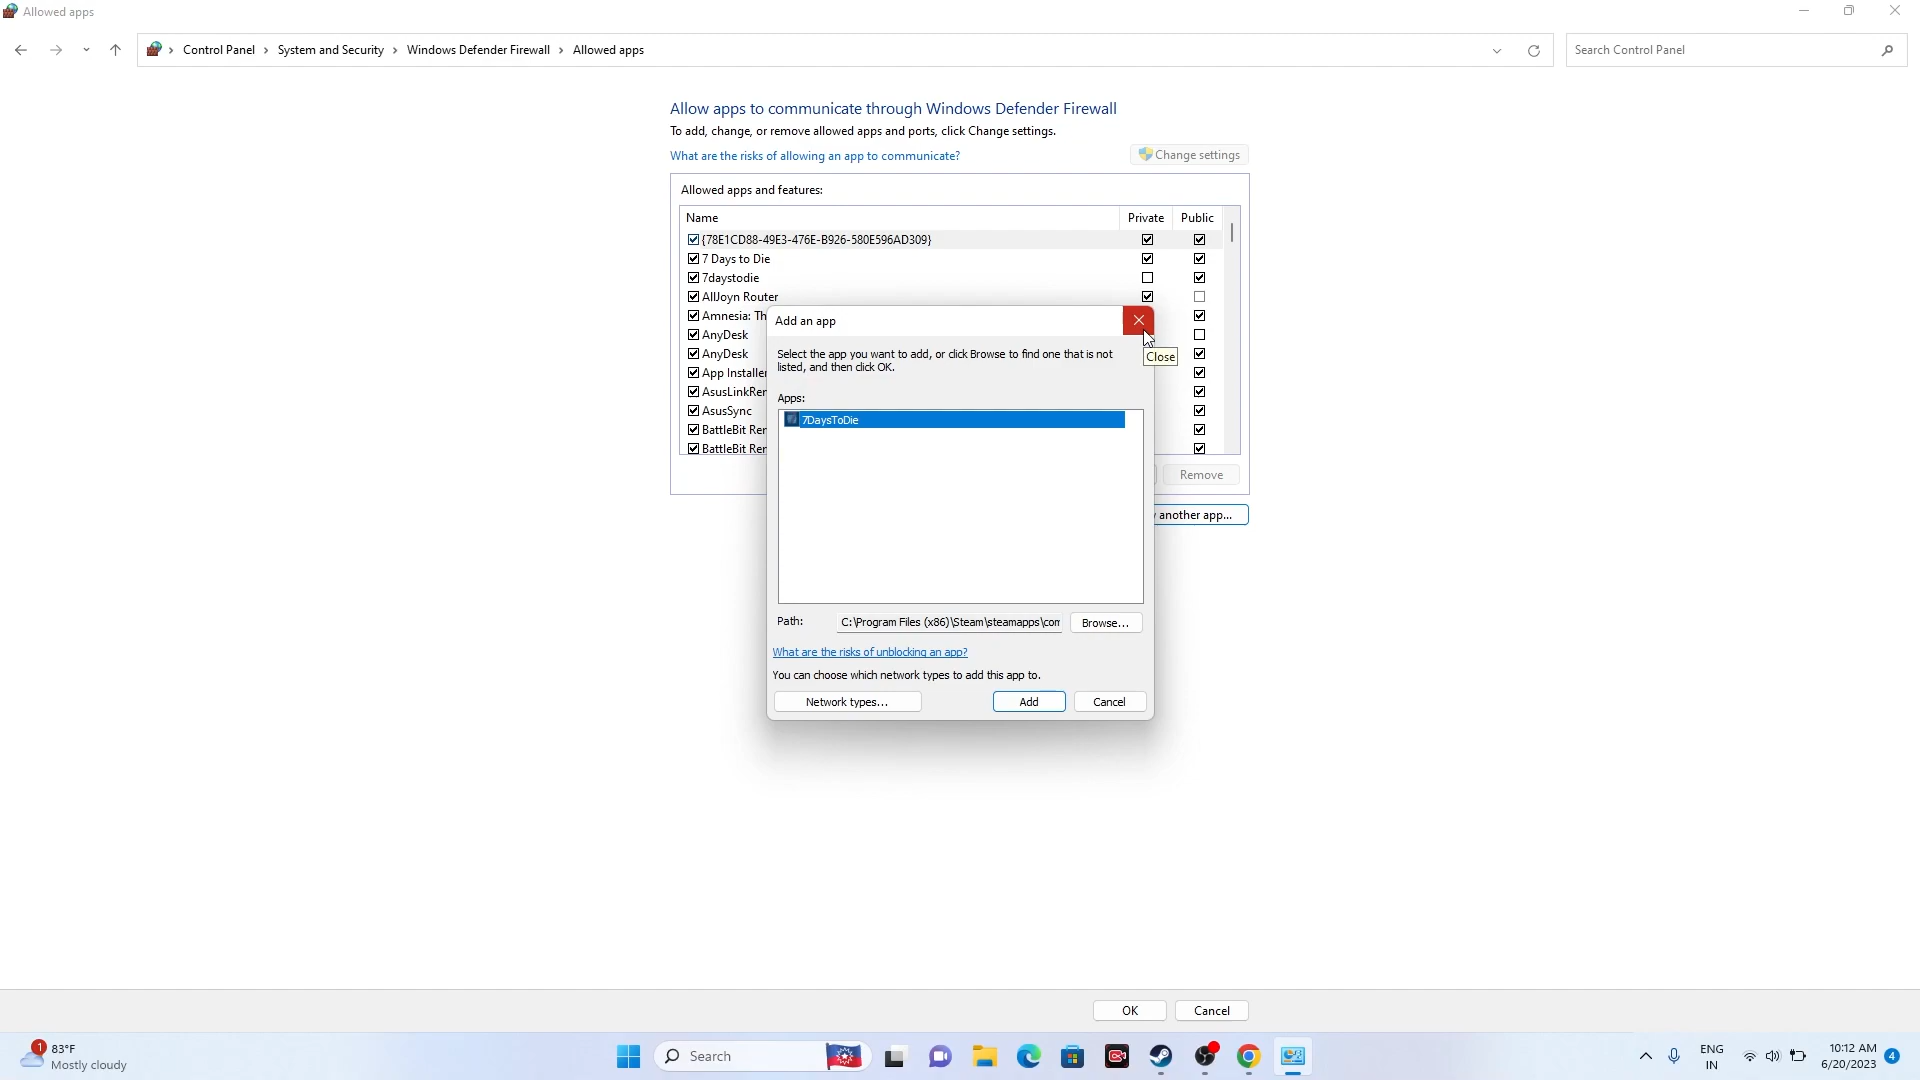 Allowed apps
Control Panel > System and Security > Windows Defender Firewall > Allowed apps
Search Control Panel
Allow apps to communicate through Windows Defender Firewall
To add, change, or remove allowed apps and ports, click Change settings.
What are the risks of allowing an app to communicate?
Change settings
Allowed apps and features:
Name Private Public
{78E1CD88-49E3-476E-B926-580E596AD309}
7 Days to Die
7daystodie
AllJoyn Router
Amnesia: Th
AnyDesk
AnyDesk
App Installer
AsusLinkRer
AsusSync
BattleBit Rer
BattleBit Rer
Remove
another app...
Add an app
Close
Select the app you want to add, or click Browse to find one that is not
listed, and then click OK.
Apps:
7DaysToDie
Path: C:\Program Files (x86)\Steam\steamapps\com Browse...
What are the risks of unblocking an app?
You can choose which network types to add this app to.
Network types... Add Cancel
OK Cancel
1
83°F
Mostly cloudy
Search
ENG
IN
10:12 AM
6/20/2023
4